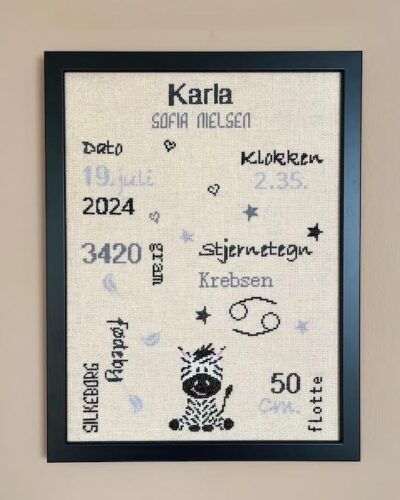 Karla
SOFIA NIELSEN
Dato
19. juli
2024
Klokken
2.35.
3420
gram
Stjernetegn
Krebsen
fødeby
SILKEBORG
50
cm.
flotte